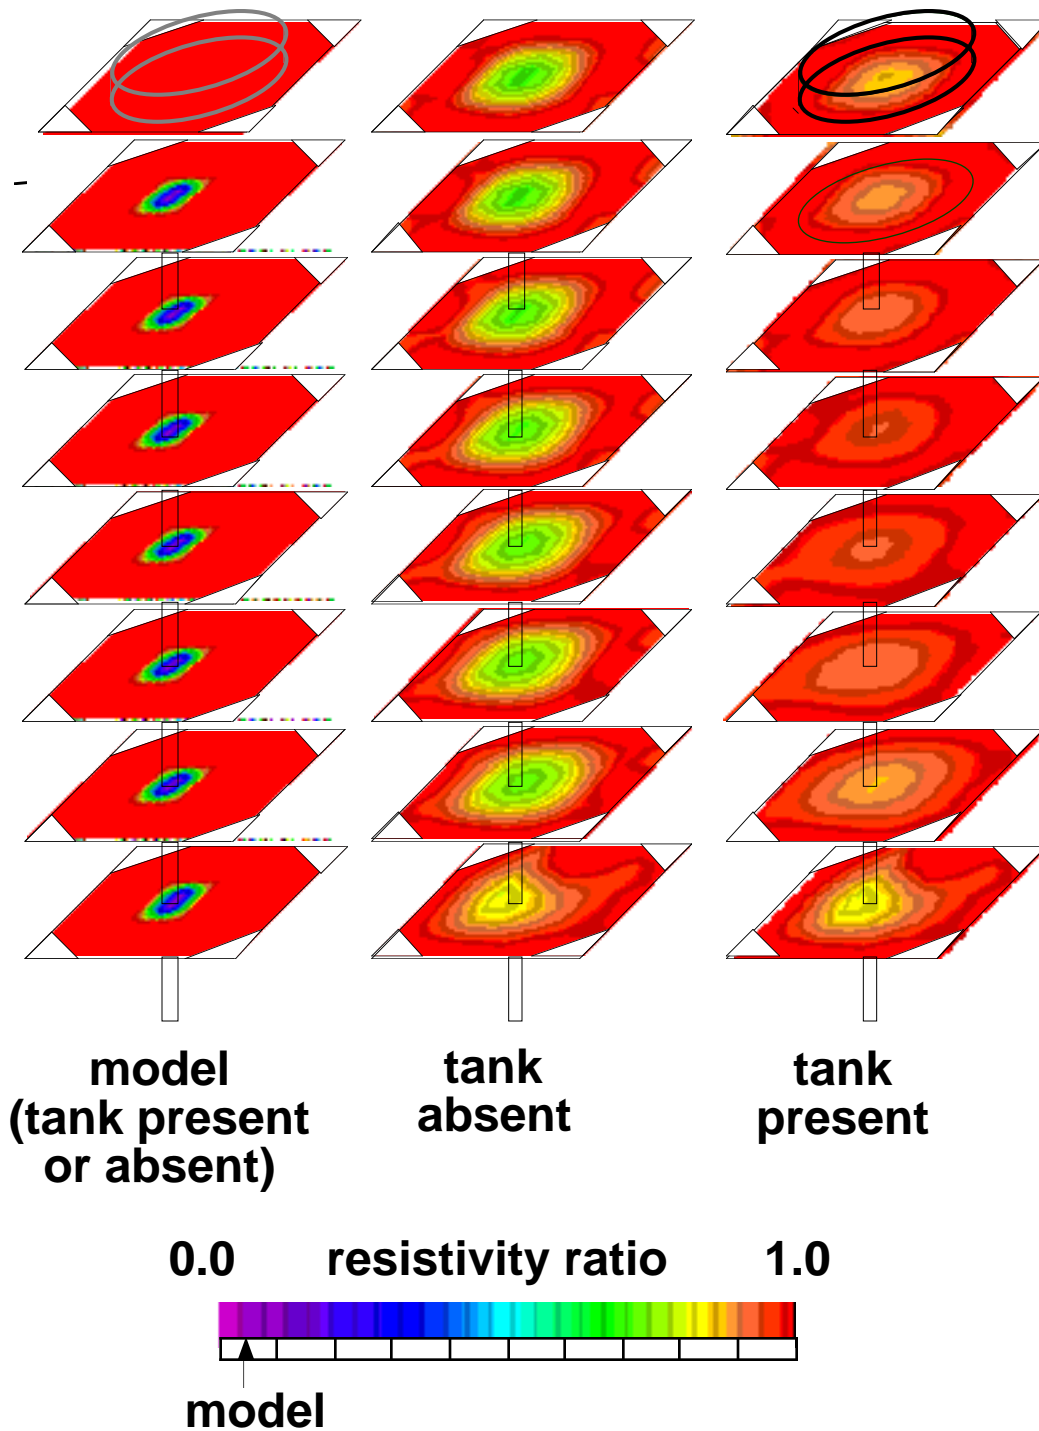 model
(tank present
or absent)
tank
absent
tank
present
0.0 resistivity ratio 1.0
model